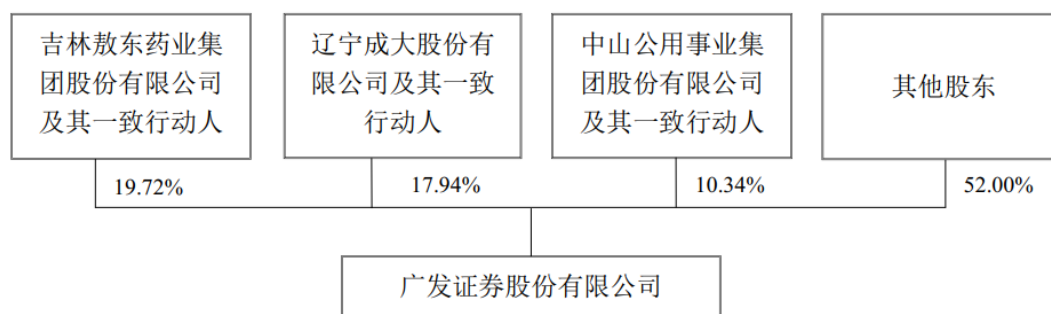 吉林敖东药业集
团股份有限公司
及其一致行动人
辽宁成大股份有
限公司及其一致
行动人
中山公用事业集
团股份有限公司
及其一致行动人
其他股东
19.72%
17.94%
10.34%
52.00%
广发证券股份有限公司